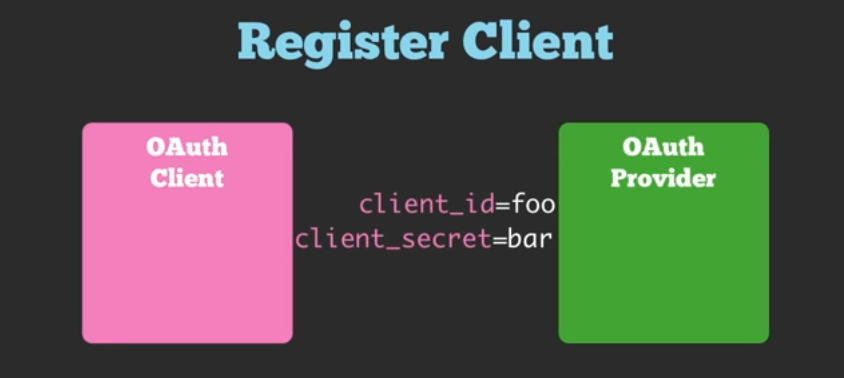 Register Client
OAuth
Client
OAuth
Provider
client_id=foo
client_secret=bar